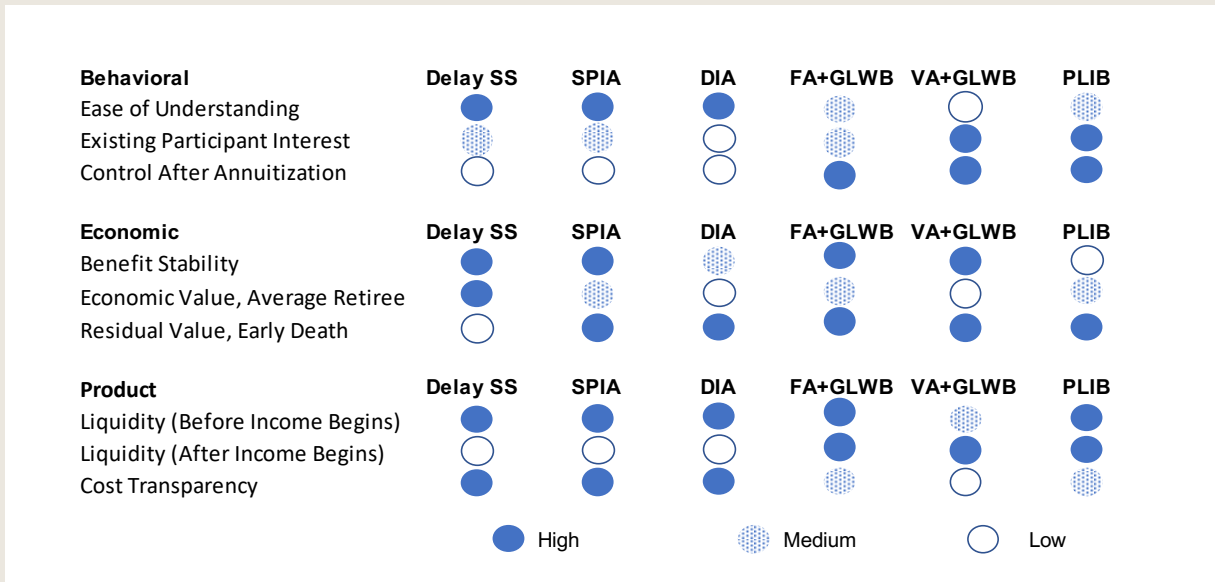 Behavioral Delay SS SPIA DIA FA+GLWB VA+GLWB PLIB
Ease of Understanding
Existing Participant Interest
Control After Annuitization
Economic Delay SS SPIA DIA FA+GLWB VA+GLWB PLIB
Benefit Stability
Economic Value, Average Retiree
Residual Value, Early Death
Product Delay SS SPIA DIA FA+GLWB VA+GLWB PLIB
Liquidity (Before Income Begins)
Liquidity (After Income Begins)
Cost Transparency
High Medium Low